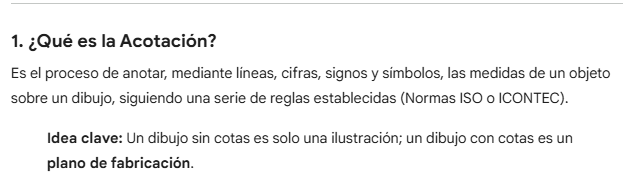 1. ¿Qué es la Acotación?
Es el proceso de anotar, mediante líneas, cifras, signos y símbolos, las medidas de un objeto
sobre un dibujo, siguiendo una serie de reglas establecidas (Normas ISO o ICONTEC).
Idea clave: Un dibujo sin cotas es solo una ilustración; un dibujo con cotas es un
plano de fabricación.